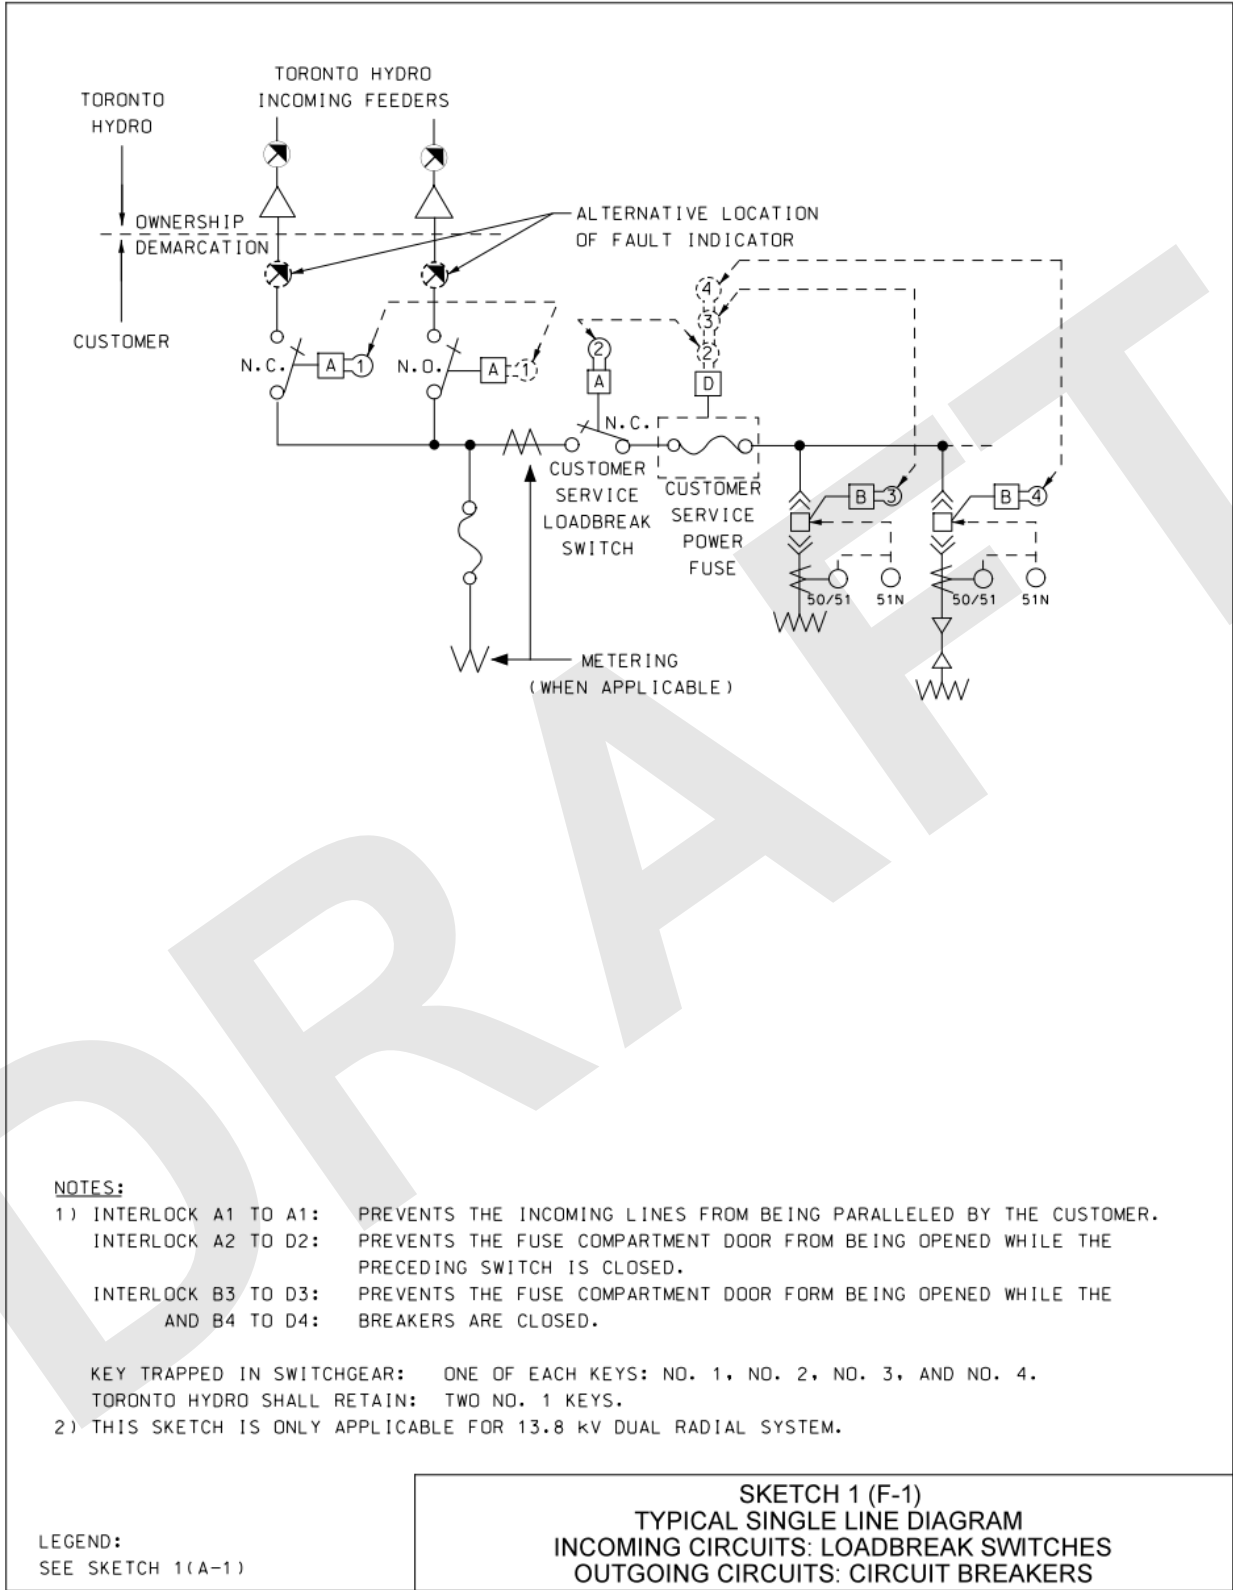 TORONTO HYDRO
INCOMING FEEDERS
TORONTO
HYDRO
OWNERSHIP
DEMARCATION
CUSTOMER
ALTERNATIVE LOCATION
OF FAULT INDICATOR
4
3
2
D
2
A
N.C.
A
1
N.O.
A
1
N.C.
CUSTOMER
SERVICE
LOADBREAK
SWITCH
CUSTOMER
SERVICE
POWER
FUSE
B
3
B
4
50/51
51N
50/51
51N
METERING
(WHEN APPLICABLE)
DRAFT
NOTES:
1) INTERLOCK A1 TO A1: PREVENTS THE INCOMING LINES FROM BEING PARALLELED BY THE CUSTOMER.
INTERLOCK A2 TO D2: PREVENTS THE FUSE COMPARTMENT DOOR FROM BEING OPENED WHILE THE
PRECEDING SWITCH IS CLOSED.
INTERLOCK B3 TO D3: PREVENTS THE FUSE COMPARTMENT DOOR FORM BEING OPENED WHILE THE
AND B4 TO D4: BREAKERS ARE CLOSED.
KEY TRAPPED IN SWITCHGEAR: ONE OF EACH KEYS: NO. 1, NO. 2, NO. 3, AND NO. 4.
TORONTO HYDRO SHALL RETAIN: TWO NO. 1 KEYS.
2) THIS SKETCH IS ONLY APPLICABLE FOR 13.8 kV DUAL RADIAL SYSTEM.
LEGEND:
SEE SKETCH 1(A-1)
SKETCH 1 (F-1)
TYPICAL SINGLE LINE DIAGRAM
INCOMING CIRCUITS: LOADBREAK SWITCHES
OUTGOING CIRCUITS: CIRCUIT BREAKERS